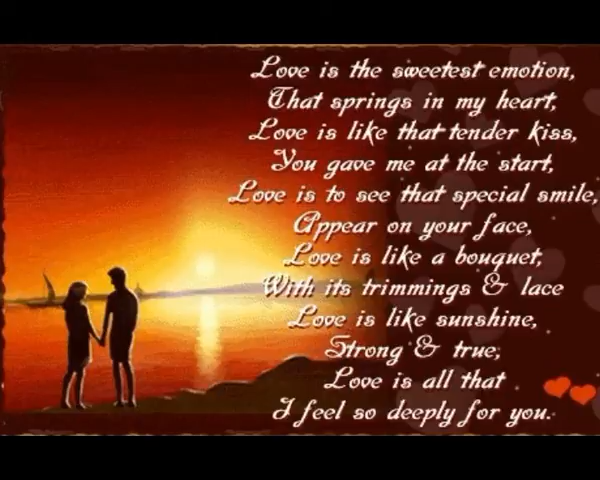 Love is the sweetest emotion,
That springs in my heart,
Love is like that tender kiss,
You gave me at the start,
Love is to see that special smile,
Appear on your face,
Love is like a bouquet,
With its trimmings & lace
Love is like sunshine,
Strong & true,
Love is all that
I feel so deeply for you.